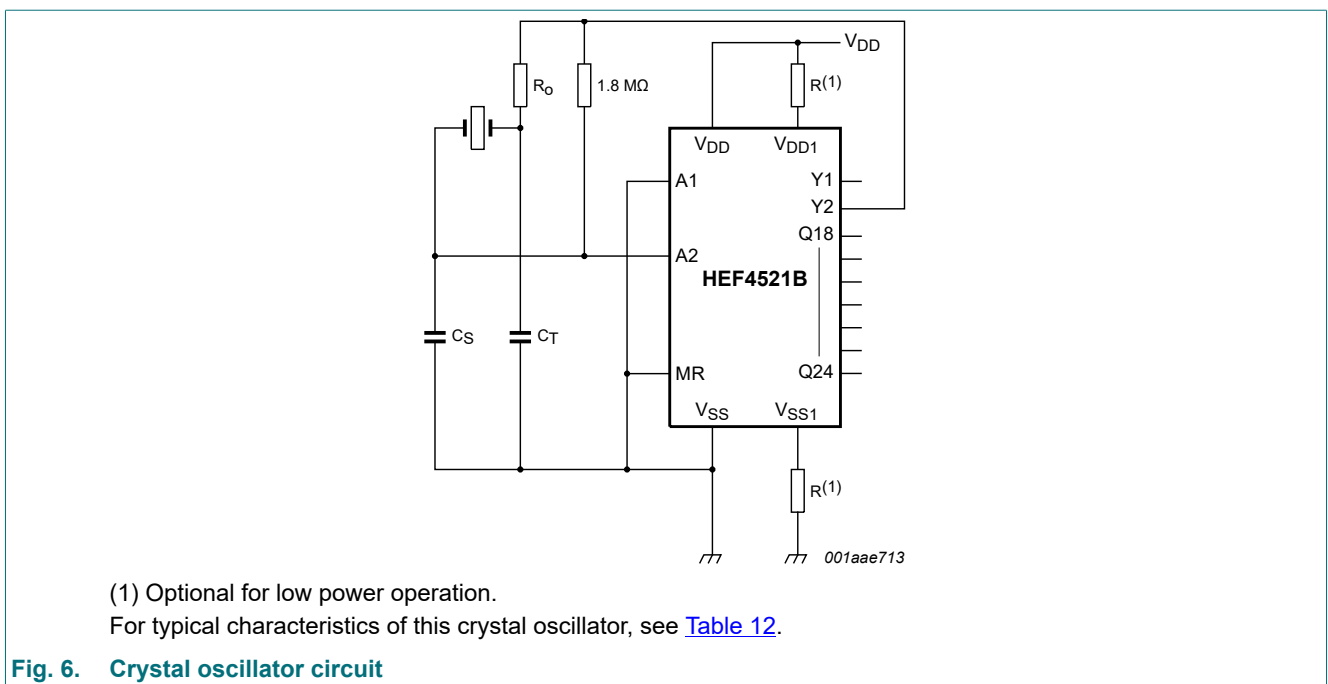 VDD
Ro
1.8 MΩ
R(1)
VDD
VDD1
A1
Y1
Y2
Q18
A2
HEF4521B
CS
CT
MR
Q24
VSS
VSS1
R(1)
001aae713
(1) Optional for low power operation.
For typical characteristics of this crystal oscillator, see Table 12.
Fig. 6. Crystal oscillator circuit